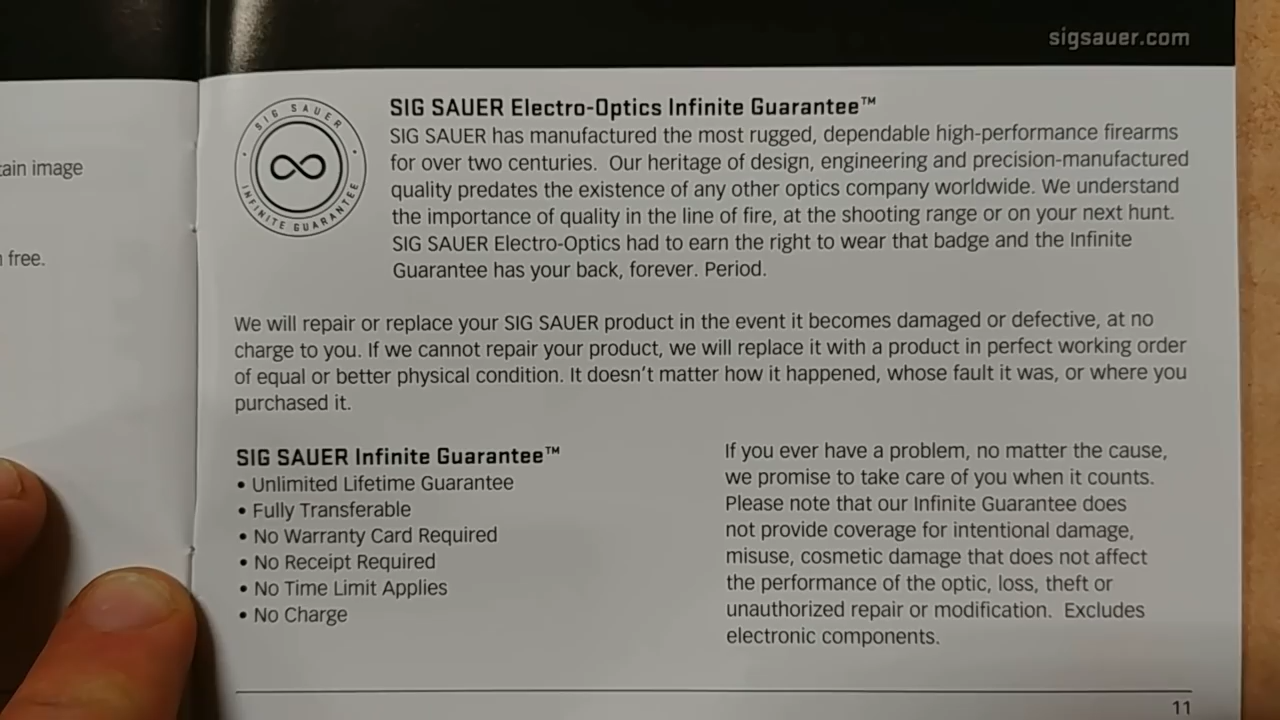 sigsauer.com
ain image
free.
SIG SAUER
INFINITE GUARANTEE
SIG SAUER Electro-Optics Infinite Guarantee™
SIG SAUER has manufactured the most rugged, dependable high-performance firearms
for over two centuries. Our heritage of design, engineering and precision-manufactured
quality predates the existence of any other optics company worldwide. We understand
the importance of quality in the line of fire, at the shooting range or on your next hunt.
SIG SAUER Electro-Optics had to earn the right to wear that badge and the Infinite
Guarantee has your back, forever. Period.
We will repair or replace your SIG SAUER product in the event it becomes damaged or defective, at no
charge to you. If we cannot repair your product, we will replace it with a product in perfect working order
of equal or better physical condition. It doesn't matter how it happened, whose fault it was, or where you
purchased it.
SIG SAUER Infinite Guarantee™
• Unlimited Lifetime Guarantee
• Fully Transferable
• No Warranty Card Required
• No Receipt Required
• No Time Limit Applies
• No Charge
If you ever have a problem, no matter the cause,
we promise to take care of you when it counts.
Please note that our Infinite Guarantee does
not provide coverage for intentional damage,
misuse, cosmetic damage that does not affect
the performance of the optic, loss, theft or
unauthorized repair or modification. Excludes
electronic components.
11